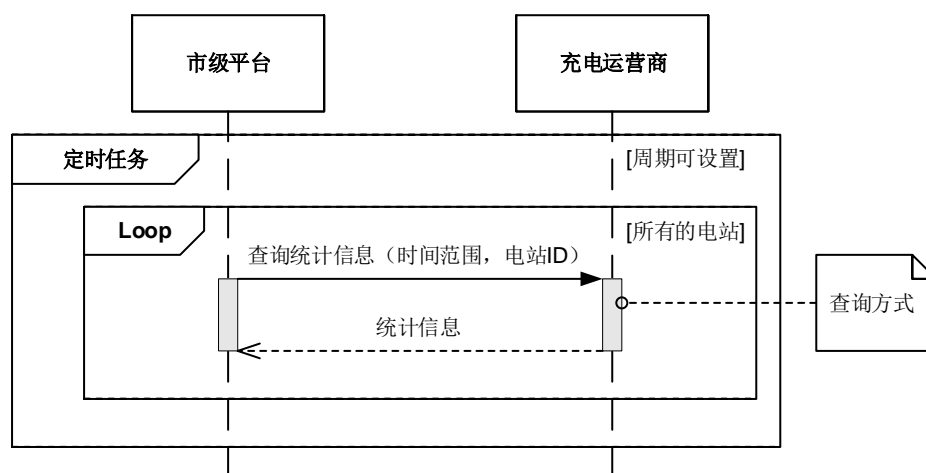 市级平台
充电运营商
定时任务
[周期可设置]
Loop
[所有的电站]
查询统计信息（时间范围，电站ID）
查询方式
统计信息